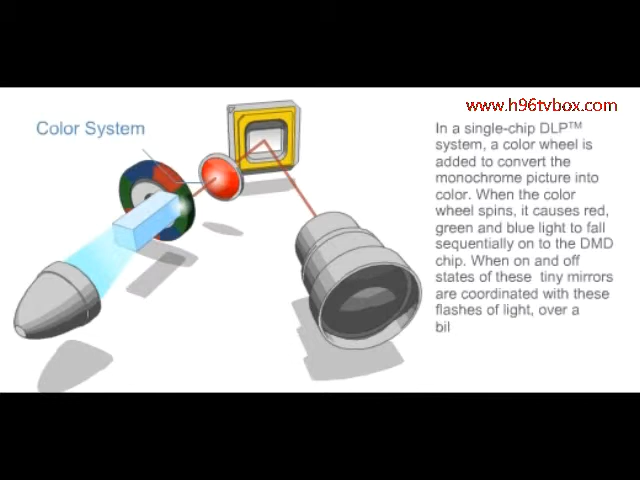 www.h96tvbox.com
Color System
In a single-chip DLP™
system, a color wheel is
added to convert the
monochrome picture into
color. When the color
wheel spins, it causes red,
green and blue light to fall
sequentially on to the DMD
chip. When on and off
states of these tiny mirrors
are coordinated with these
flashes of light, over a
bil